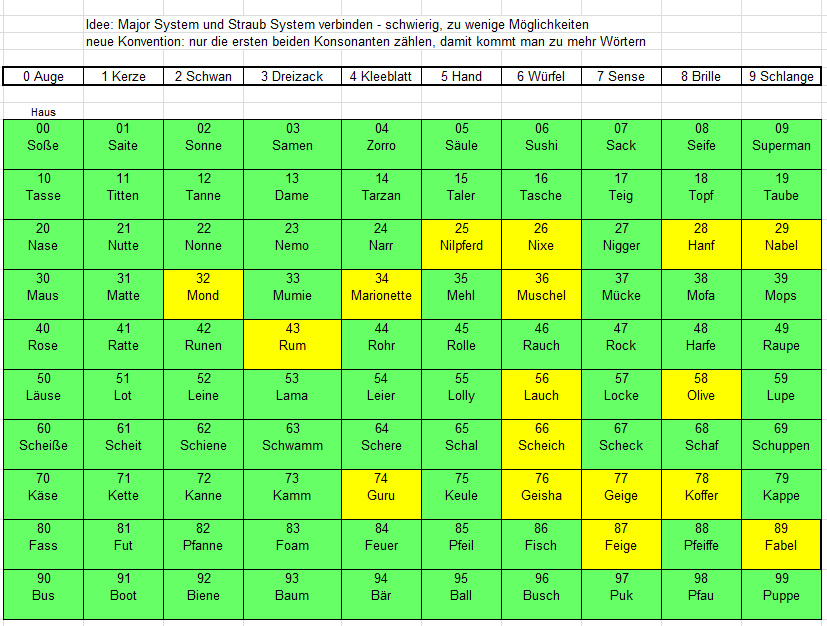 Idee: Major System und Straub System verbinden - schwierig, zu wenige Möglichkeiten
neue Konvention: nur die ersten beiden Konsonanten zählen, damit kommt man zu mehr Wörtern
0 Auge 1 Kerze 2 Schwan 3 Dreizack 4 Kleeblatt 5 Hand 6 Würfel 7 Sense 8 Brille 9 Schlange
Haus
00 01 02 03 04 05 06 07 08 09
Soße Saite Sonne Samen Zorro Säule Sushi Sack Seife Superman
10 11 12 13 14 15 16 17 18 19
Tasse Titten Tanne Dame Tarzan Taler Tasche Teig Topf Taube
20 21 22 23 24 25 26 27 28 29
Nase Nutte Nonne Nemo Narr Nilpferd Nixe Nigger Hanf Nabel
30 31 32 33 34 35 36 37 38 39
Maus Matte Mond Mumie Marionette Mehl Muschel Mücke Mofa Mops
40 41 42 43 44 45 46 47 48 49
Rose Ratte Runen Rum Rohr Rolle Rauch Rock Harfe Raupe
50 51 52 53 54 55 56 57 58 59
Läuse Lot Leine Lama Leier Lolly Lauch Locke Olive Lupe
60 61 62 63 64 65 66 67 68 69
Scheiße Scheit Schiene Schwamm Schere Schal Scheich Scheck Schaf Schuppen
70 71 72 73 74 75 76 77 78 79
Käse Kette Kanne Kamm Guru Keule Geisha Geige Koffer Kappe
80 81 82 83 84 85 86 87 88 89
Fass Fut Pfanne Foam Feuer Pfeil Fisch Feige Pfeiffe Fabel
90 91 92 93 94 95 96 97 98 99
Bus Boot Biene Baum Bär Ball Busch Puk Pfau Puppe